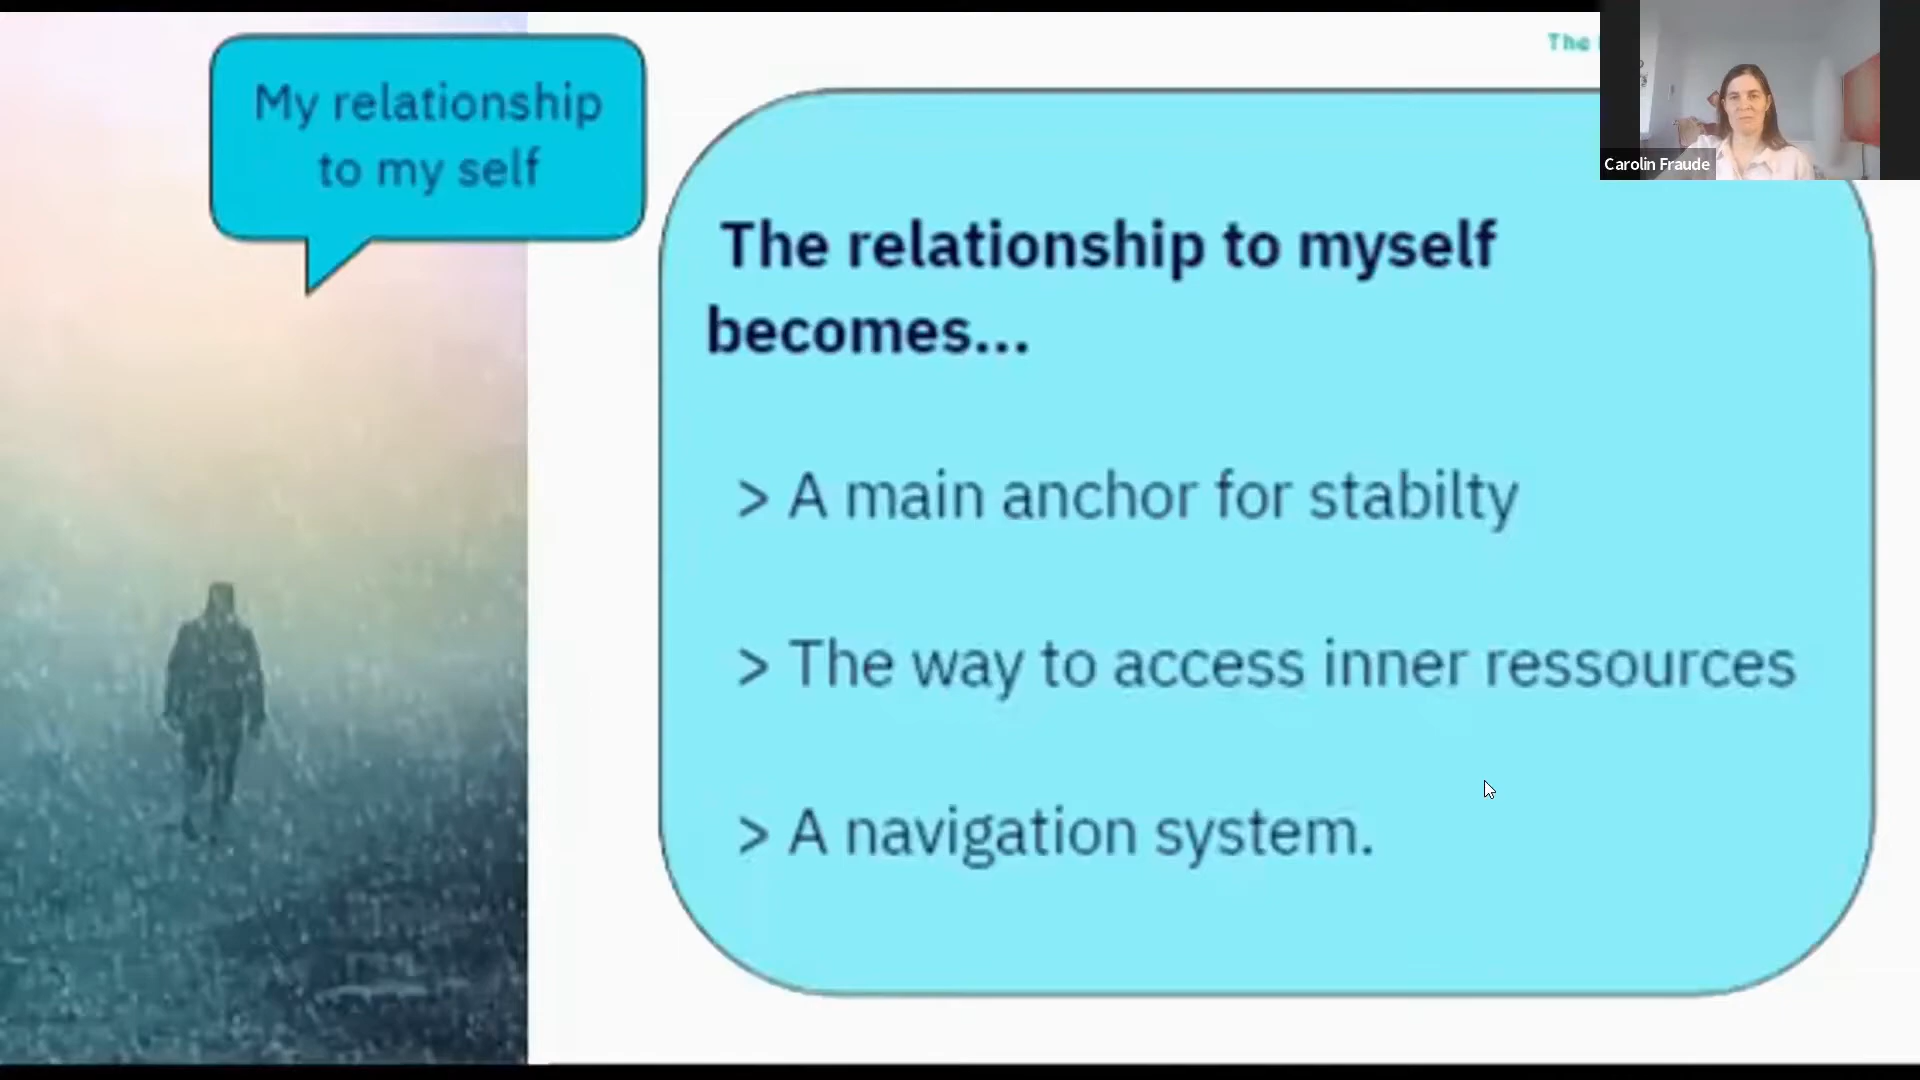 My relationship
to my self
The
Carolin Fraude
The relationship to myself
becomes...
> A main anchor for stabilty
> The way to access inner ressources
> A navigation system.